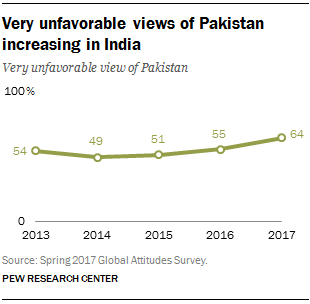 Very unfavorable views of Pakistan
increasing in India
Very unfavorable view of Pakistan
100%
54 49 51 55 64
0
2013 2014 2015 2016 2017
Source: Spring 2017 Global Attitudes Survey.
PEW RESEARCH CENTER